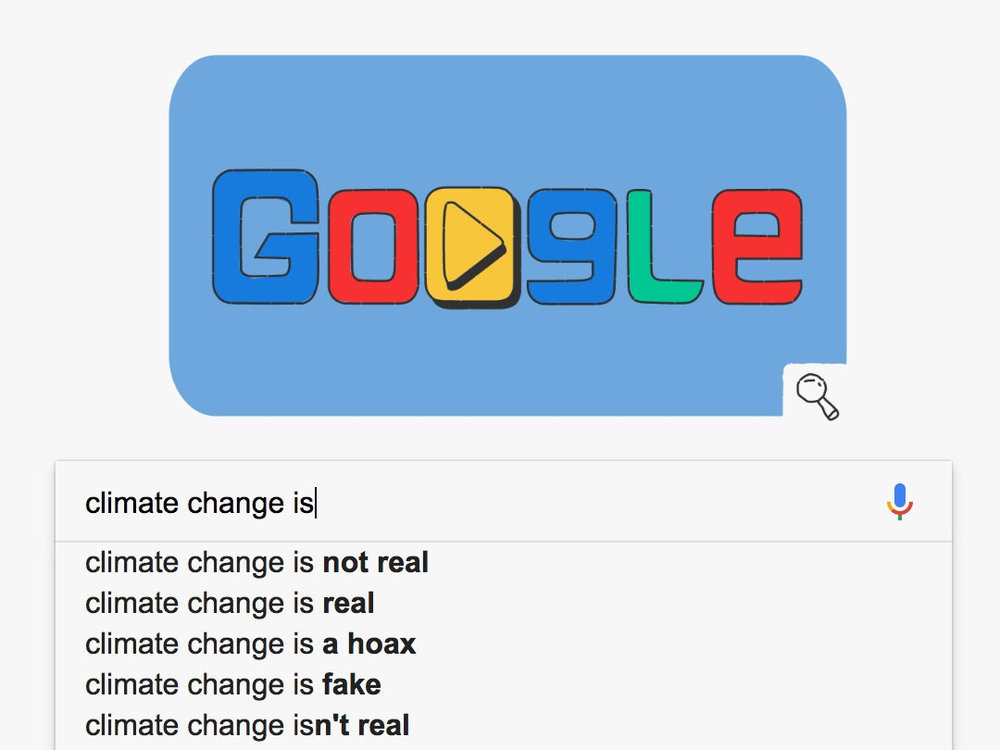 Google
climate change is
climate change is not real
climate change is real
climate change is a hoax
climate change is fake
climate change isn't real